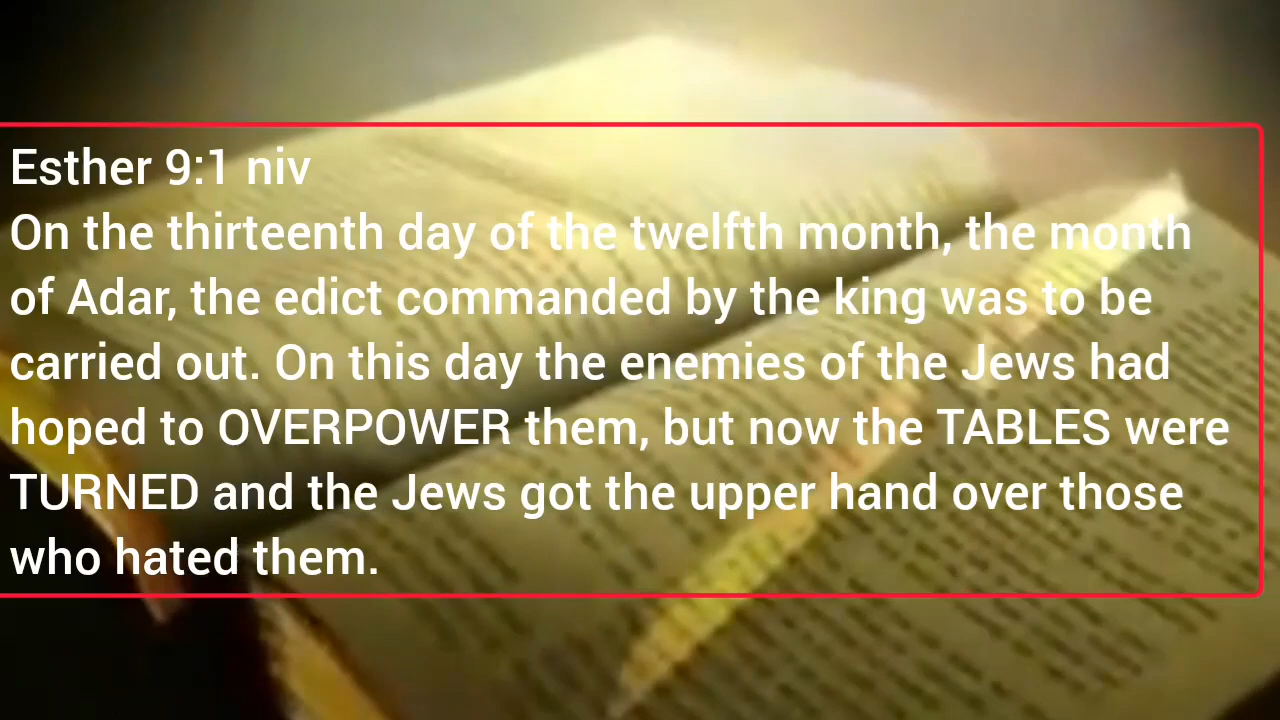 Esther 9:1 niv
On the thirteenth day of the twelfth month, the month
of Adar, the edict commanded by the king was to be
carried out. On this day the enemies of the Jews had
hoped to OVERPOWER them, but now the TABLES were
TURNED and the Jews got the upper hand over those
who hated them.